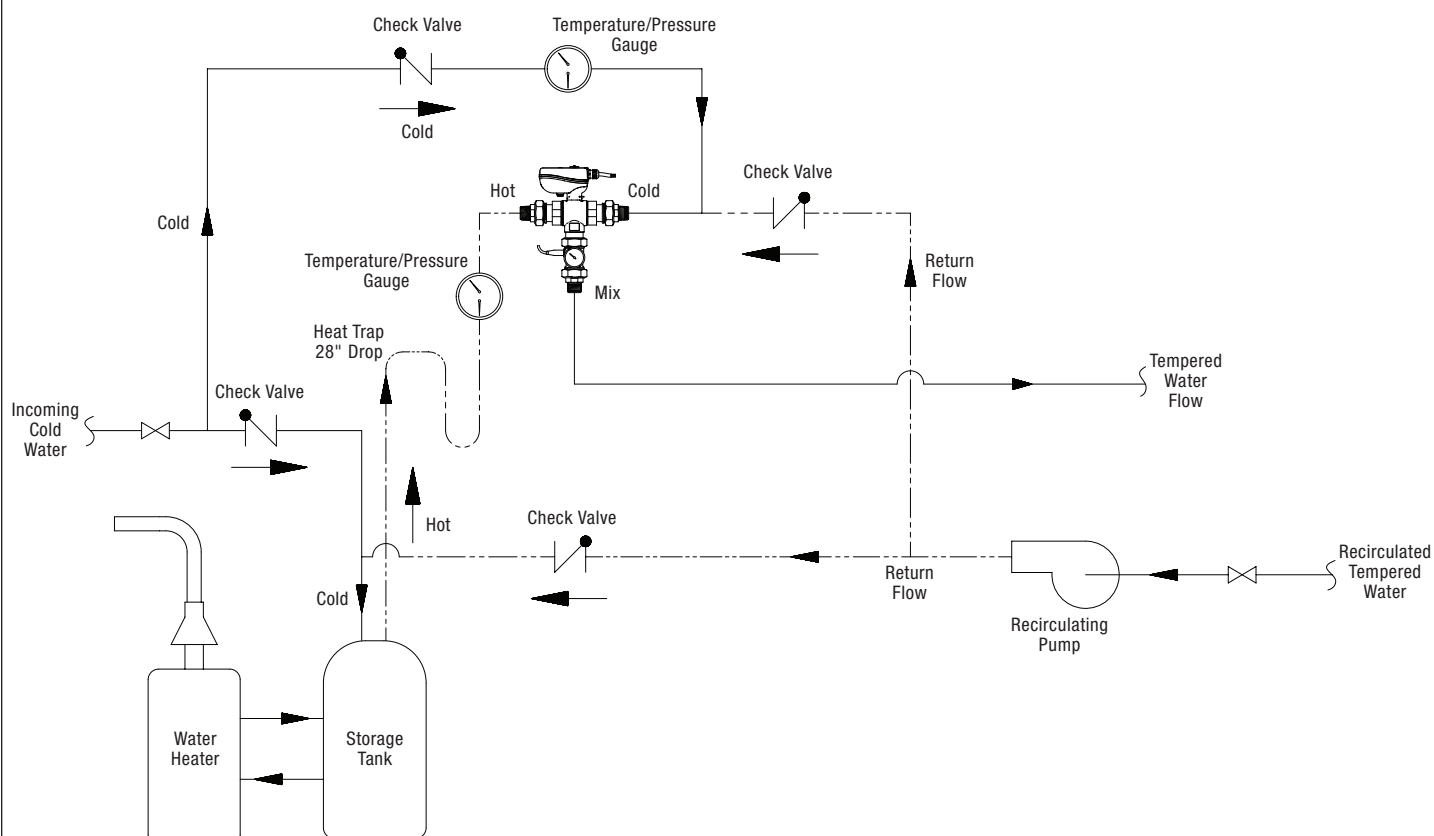 Check Valve
Temperature/Pressure
Gauge
Cold
Hot
Cold
Check Valve
Cold
Temperature/Pressure
Gauge
Return
Flow
Mix
Heat Trap
28" Drop
Tempered
Water
Flow
Check Valve
Incoming
Cold
Water
Hot
Check Valve
Recirculated
Tempered
Water
Return
Flow
Cold
Recirculating
Pump
Water
Heater
Storage
Tank